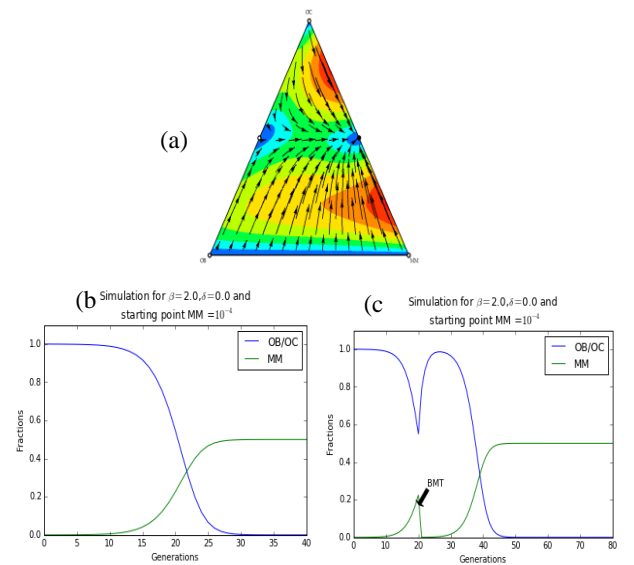 OC
(a)
OB
MM
(b
Simulation for β=2.0,δ=0.0 and
starting point MM =10⁻⁴
OB/OC
MM
Fractions
1.0
0.8
0.6
0.4
0.2
0.0
0 5 10 15 20 25 30 35 40
Generations
(c
Simulation for β=2.0,δ=0.0 and
starting point MM =10⁻⁴
OB/OC
MM
BMT
Fractions
1.0
0.8
0.6
0.4
0.2
0.0
0 10 20 30 40 50 60 70 80
Generations